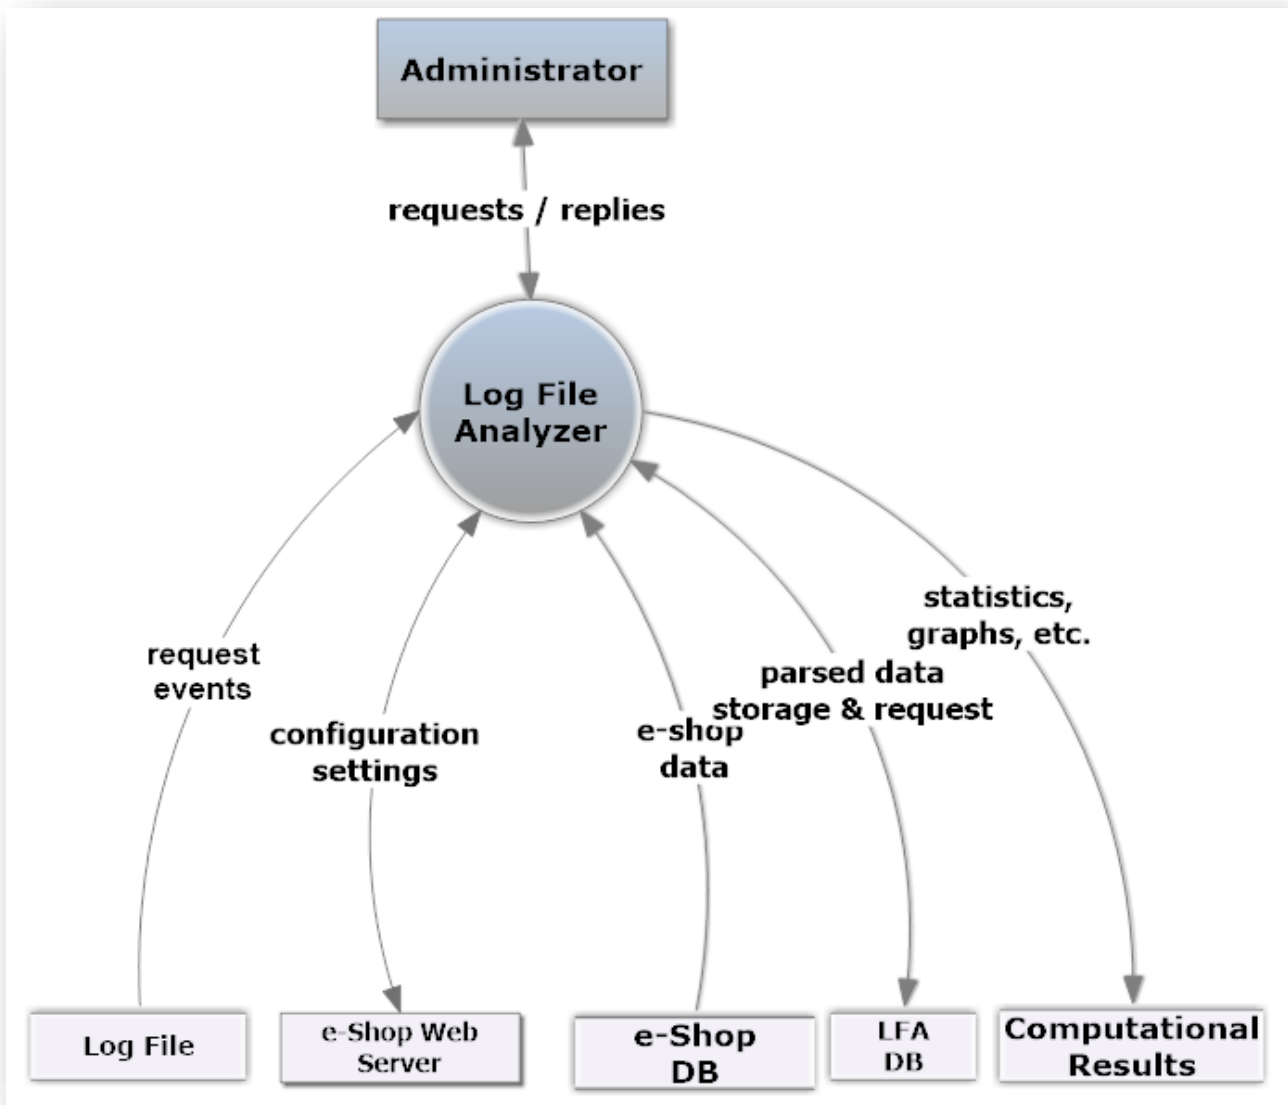 Administrator
requests / replies
Log File
Analyzer
statistics,
graphs, etc.
request
events
parsed data
storage & request
configuration
settings
e-shop
data
Log File
e-Shop Web
Server
e-Shop
DB
LFA
DB
Computational
Results